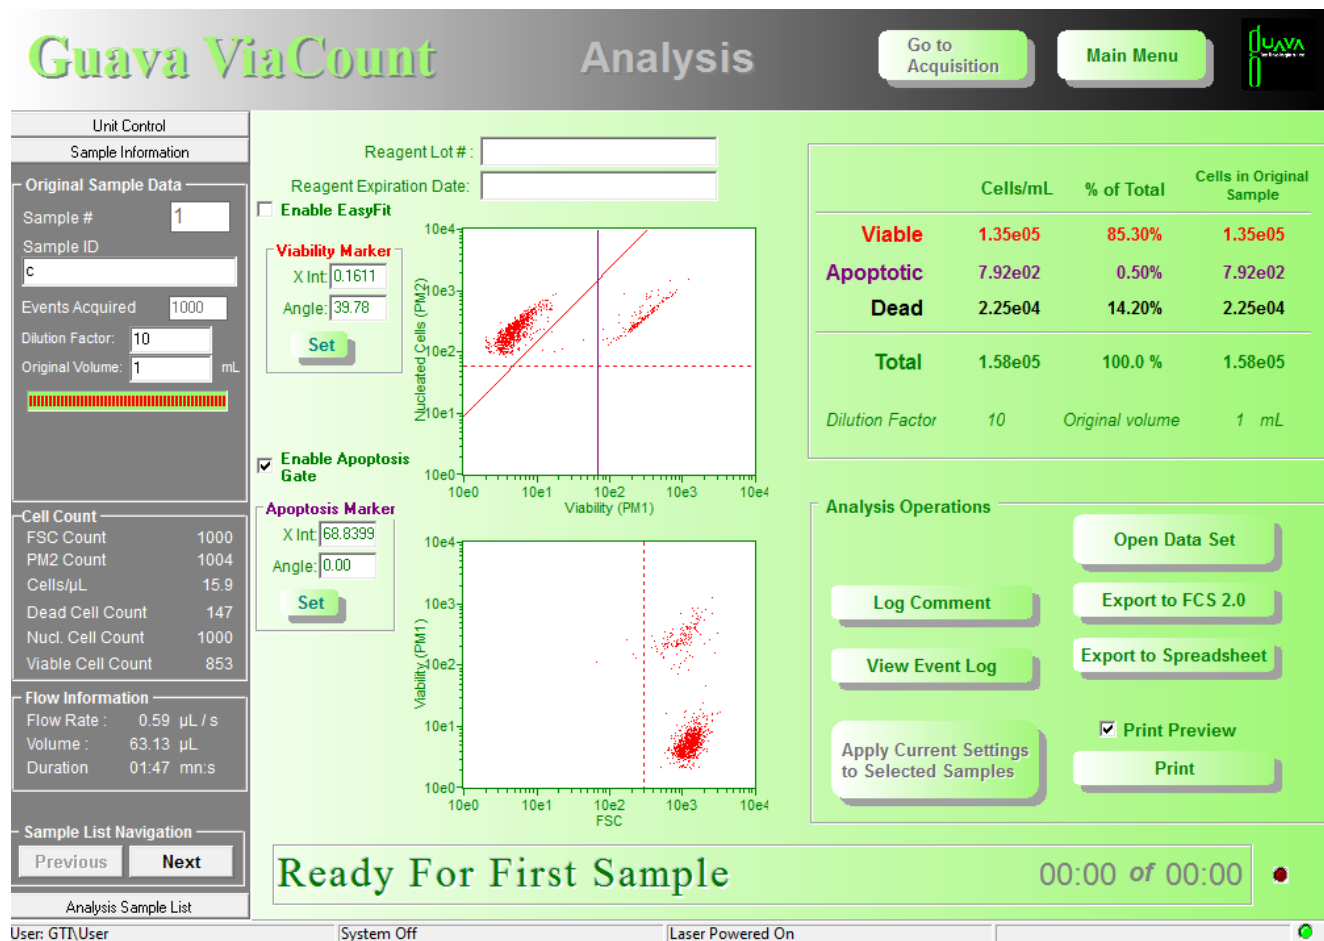 Guava ViaCount
Analysis
Go to
Acquisition
Main Menu
guava
Unit Control
Sample Information
Original Sample Data
Sample # 1
Sample ID
c
Events Acquired 1000
Dilution Factor: 10
Original Volume: 1 mL
Cell Count
FSC Count 1000
PM2 Count 1004
Cells/µL 15.9
Dead Cell Count 147
Nucl. Cell Count 1000
Viable Cell Count 853
Flow Information
Flow Rate : 0.59 µL / s
Volume : 63.13 µL
Duration 01:47 mn:s
Sample List Navigation
Previous Next
Analysis Sample List
Reagent Lot # :
Reagent Expiration Date:
Enable EasyFit
Viability Marker
X Int: 0.1611
Angle: 39.78
Set
Nucleated Cells (PM2)
10e4
10e3
10e2
10e1
10e0
10e0 10e1 10e2 10e3 10e4
Viability (PM1)
Enable Apoptosis
Gate
Apoptosis Marker
X Int: 68.8399
Angle: 0.00
Set
Viability (PM1)
10e4
10e3
10e2
10e1
10e0
10e0 10e1 10e2 10e3 10e4
FSC
Cells/mL % of Total Cells in Original
Sample
Viable 1.35e05 85.30% 1.35e05
Apoptotic 7.92e02 0.50% 7.92e02
Dead 2.25e04 14.20% 2.25e04
Total 1.58e05 100.0 % 1.58e05
Dilution Factor 10 Original volume 1 mL
Analysis Operations
Open Data Set
Log Comment
Export to FCS 2.0
View Event Log
Export to Spreadsheet
Apply Current Settings
to Selected Samples
Print Preview
Print
Ready For First Sample
00:00 of 00:00
User: GTI\User
System Off
Laser Powered On